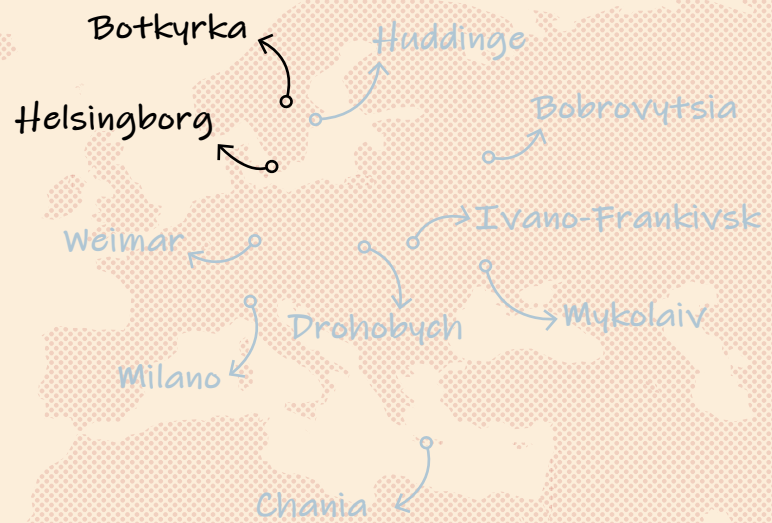 Botkyrka
Huddinge
Helsingborg
Bobrovytsia
Ivano-Frankivsk
Weimar
Drohobych
Mykolaiv
Milano
Chania